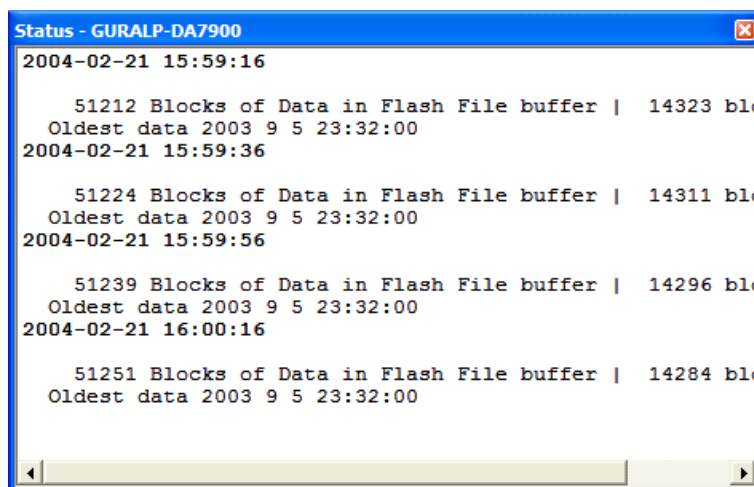 Status - GURALP-DA7900
2004-02-21 15:59:16
51212 Blocks of Data in Flash File buffer | 14323
Oldest data 2003 9 5 23:32:00
2004-02-21 15:59:36
51224 Blocks of Data in Flash File buffer | 14311
Oldest data 2003 9 5 23:32:00
2004-02-21 15:59:56
51239 Blocks of Data in Flash File buffer | 14296
Oldest data 2003 9 5 23:32:00
2004-02-21 16:00:16
51251 Blocks of Data in Flash File buffer | 14284
Oldest data 2003 9 5 23:32:00